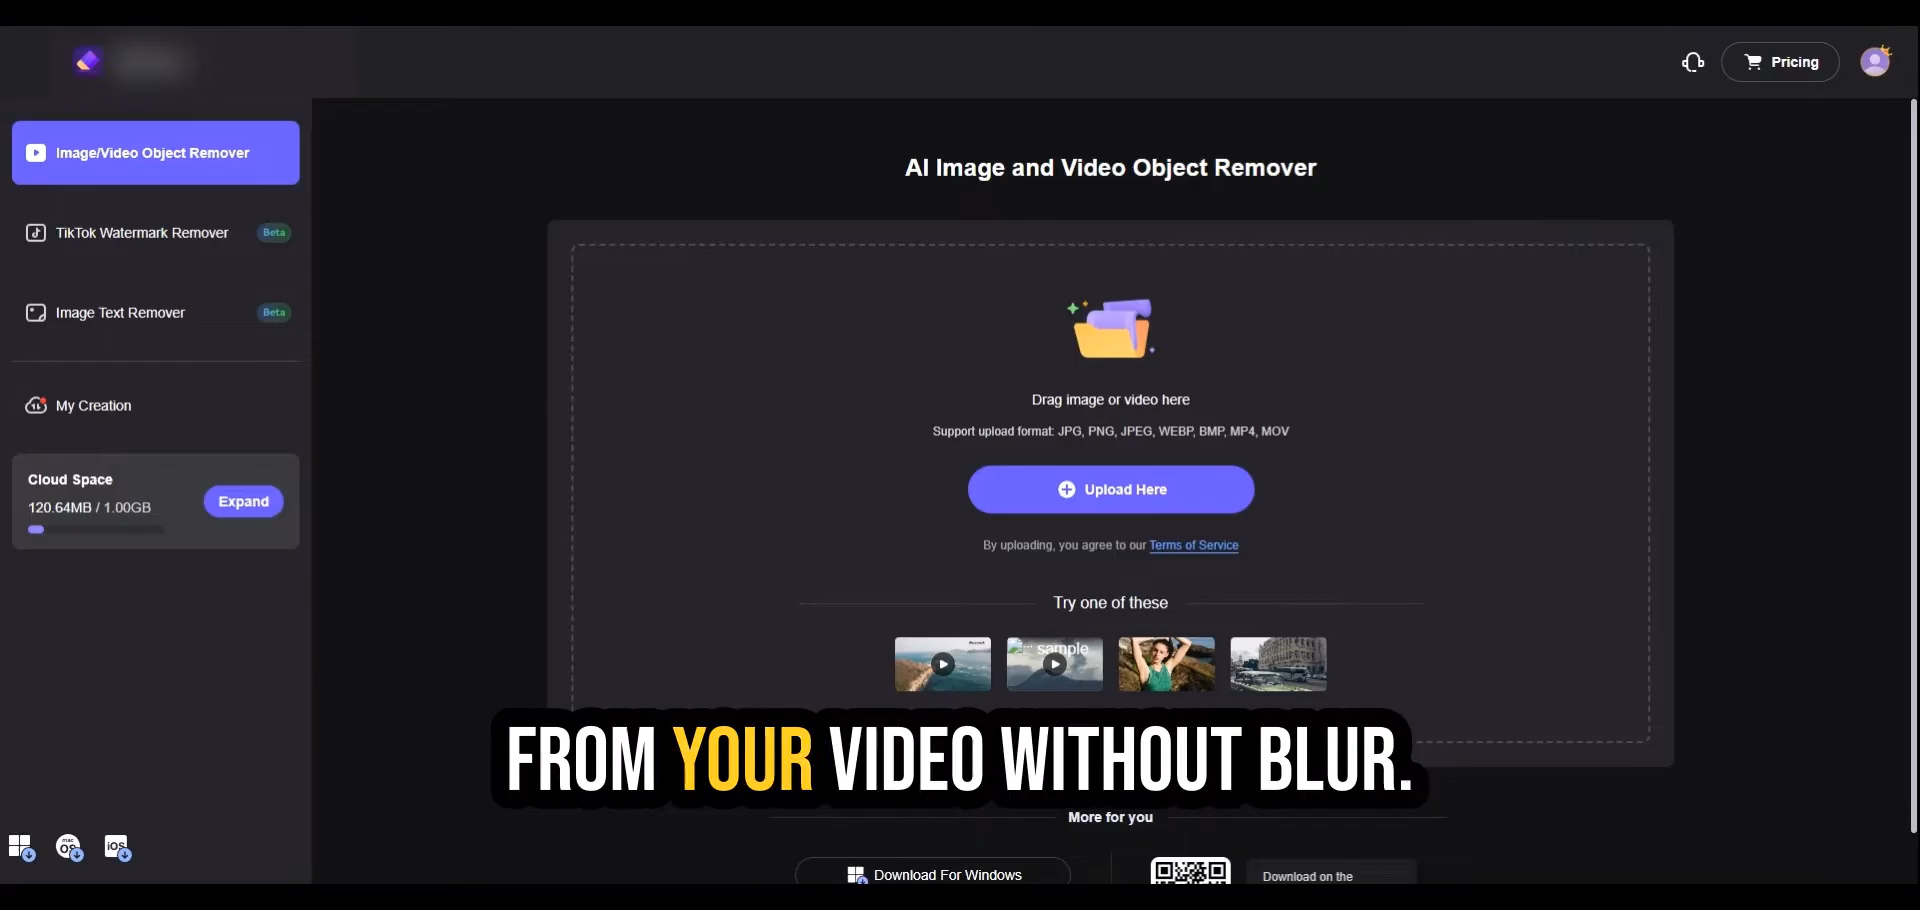 Pricing
Image/Video Object Remover
TikTok Watermark Remover Beta
Image Text Remover Beta
My Creation
Cloud Space
120.64MB / 1.00GB
Expand
AI Image and Video Object Remover
Drag image or video here
Support upload format: JPG, PNG, JPEG, WEBP, BMP, MP4, MOV
Upload Here
By uploading, you agree to our Terms of Service
Try one of these
sample
FROM YOUR VIDEO WITHOUT BLUR.
More for you
mac
OS
iOS
Download For Windows
Download on the